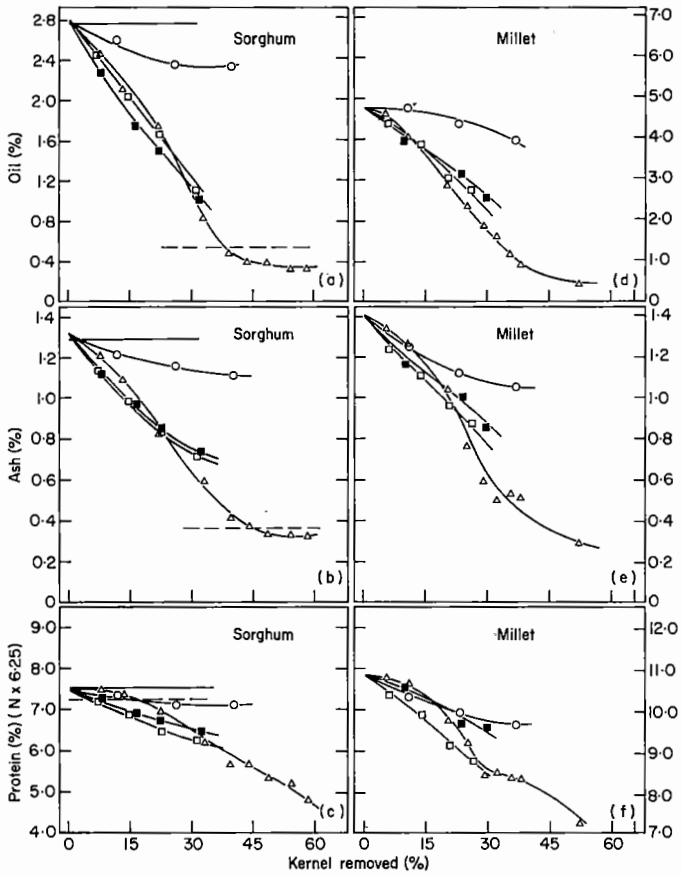 Oil (%)
2·8
2·4
2·0
1·6
1·2
0·8
0·4
0
Sorghum
(a)
Millet
(d)
7·0
6·0
5·0
4·0
3·0
2·0
1·0
0
Ash (%)
1·4
1·2
1·0
0·8
0·6
0·4
0·2
0
Sorghum
(b)
Millet
(e)
1·4
1·2
1·0
0·8
0·6
0·4
0·2
0
Protein (%) (N x 6·25)
9·0
8·0
7·0
6·0
5·0
4·0
Sorghum
(c)
Millet
(f)
12·0
11·0
10·0
9·0
8·0
7·0
0 15 30 45 60 0 15 30 45 60
Kernel removed (%)